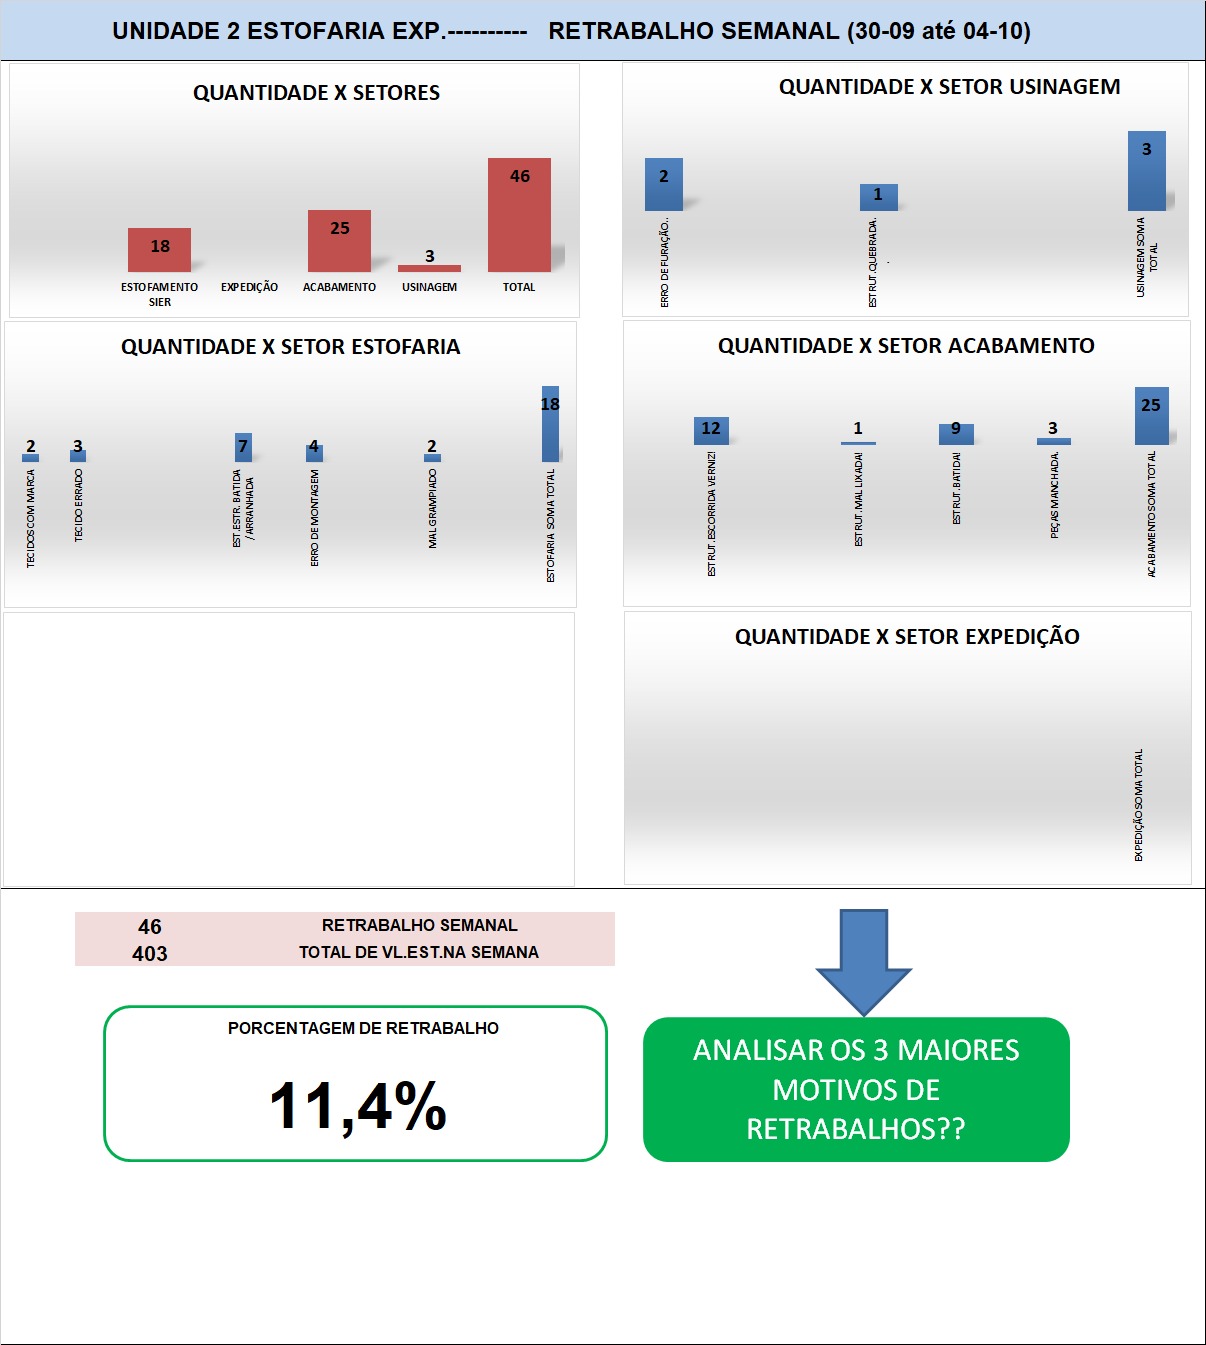 UNIDADE 2 ESTOFARIA EXP.---------- RETRABALHO SEMANAL (30-09 até 04-10)
QUANTIDADE X SETORES
18
25
3
46
ESTOFAMENTO
SIER
EXPEDIÇÃO
ACABAMENTO
USINAGEM
TOTAL
QUANTIDADE X SETOR USINAGEM
2
1
3
ERO DE FURAÇÃO..
ESTRUT.QUEBRADA.
.
USINAGEM SOMA
TOTAL
QUANTIDADE X SETOR ESTOFARIA
2
3
7
4
2
18
TECIDOS COM MARCA
TECIDO ERRADO
EST.ESTR. BATIDA
/ ARRANHADA
ERRO DE MONTAGEM
MAL GRAMPIADO
ESTOFARIA SOMA TOTAL
QUANTIDADE X SETOR ACABAMENTO
12
1
9
3
25
ESTRUT. ESCORRIDA VERNIZ!
ESTRUT.MAL LIXADA!
ESTRUT. BATIDA!
PEÇAS MANCHADA.
ACABAMENTO SOMA TOTAL
QUANTIDADE X SETOR EXPEDIÇÃO
EXPEDIÇÃO SOMA TOTAL
46 RETRABALHO SEMANAL
403 TOTAL DE VL.EST.NA SEMANA
PORCENTAGEM DE RETRABALHO
11,4%
ANALISAR OS 3 MAIORES
MOTIVOS DE
RETRABALHOS??